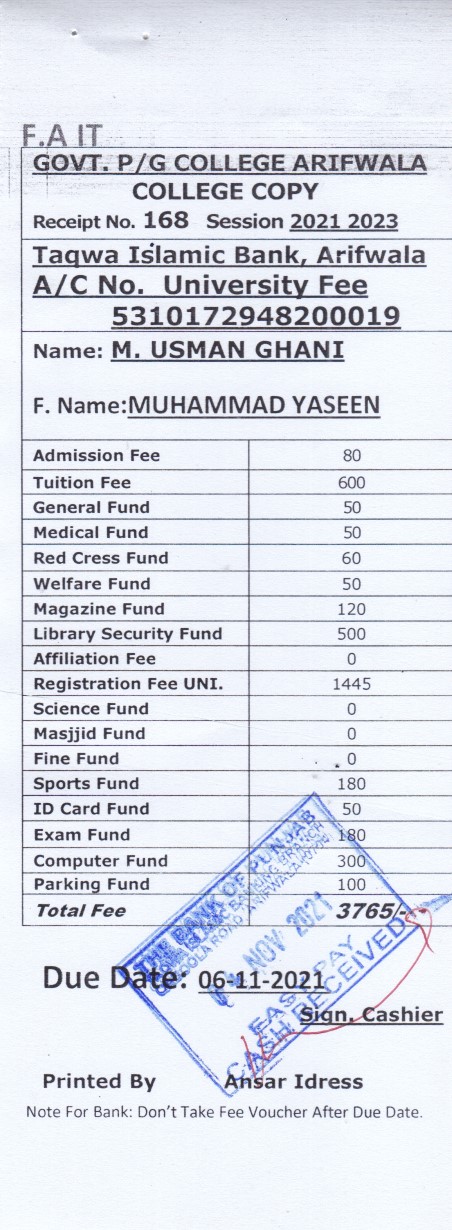 F.A IT
GOVT. P/G COLLEGE ARIFWALA
COLLEGE COPY
Receipt No. 168 Session 2021 2023
Taqwa Islamic Bank, Arifwala
A/C No. University Fee
5310172948200019
Name: M. USMAN GHANI
F. Name:MUHAMMAD YASEEN
Admission Fee 80
Tuition Fee 600
General Fund 50
Medical Fund 50
Red Cress Fund 60
Welfare Fund 50
Magazine Fund 120
Library Security Fund 500
Affiliation Fee 0
Registration Fee UNI. 1445
Science Fund 0
Masjjid Fund 0
Fine Fund 0
Sports Fund 180
ID Card Fund 50
Exam Fund 180
Computer Fund 300
Parking Fund 100
Total Fee 3765/-
THE BANK OF PUNJAB
BANKING BRANCH
ROAD ARIFWALA
NOV 2021
FAST PAY
CASH RECEIVED
Due Date: 06-11-2021
Sign. Cashier
Printed By Ansar Idress
Note For Bank: Don't Take Fee Voucher After Due Date.